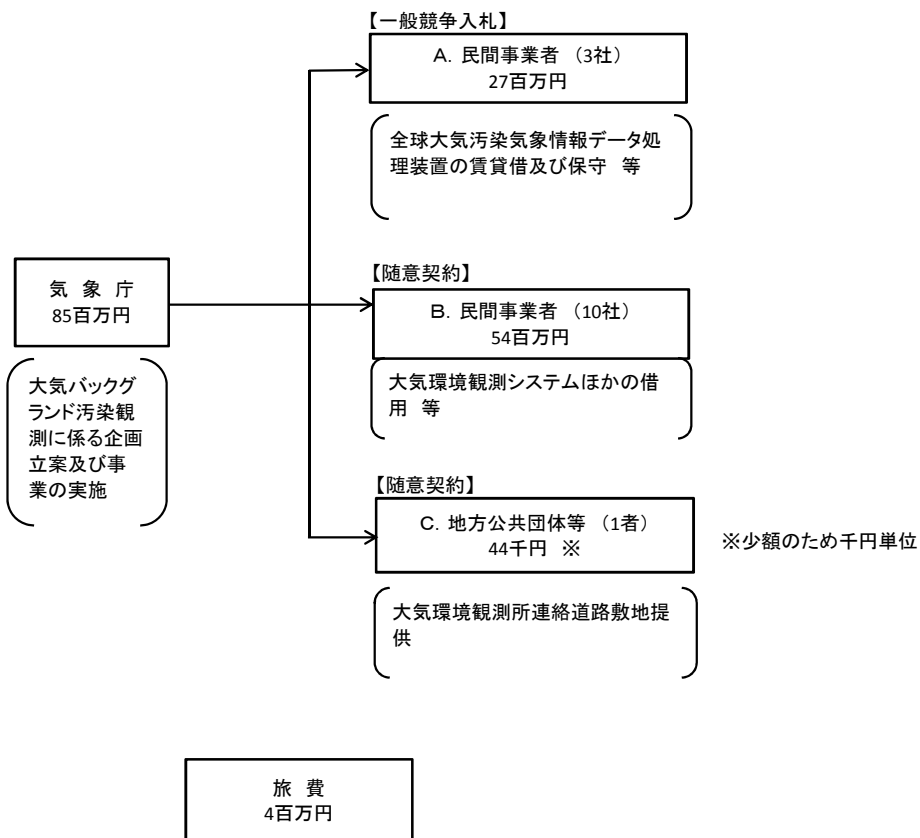 【一般競争入札】
A. 民間事業者 (3社)
27百万円
全球大気汚染気象情報データ処
理装置の賃貸借及び保守 等
気 象 庁
85百万円
大気バックグ
ランド汚染観
測に係る企画
立案及び事
業の実施
【随意契約】
B. 民間事業者 (10社)
54百万円
大気環境観測システムほかの借
用 等
【随意契約】
C. 地方公共団体等 (1者)
44千円 ※
※少額のため千円単位
大気環境観測所連絡道路敷地提
供
旅 費
4百万円